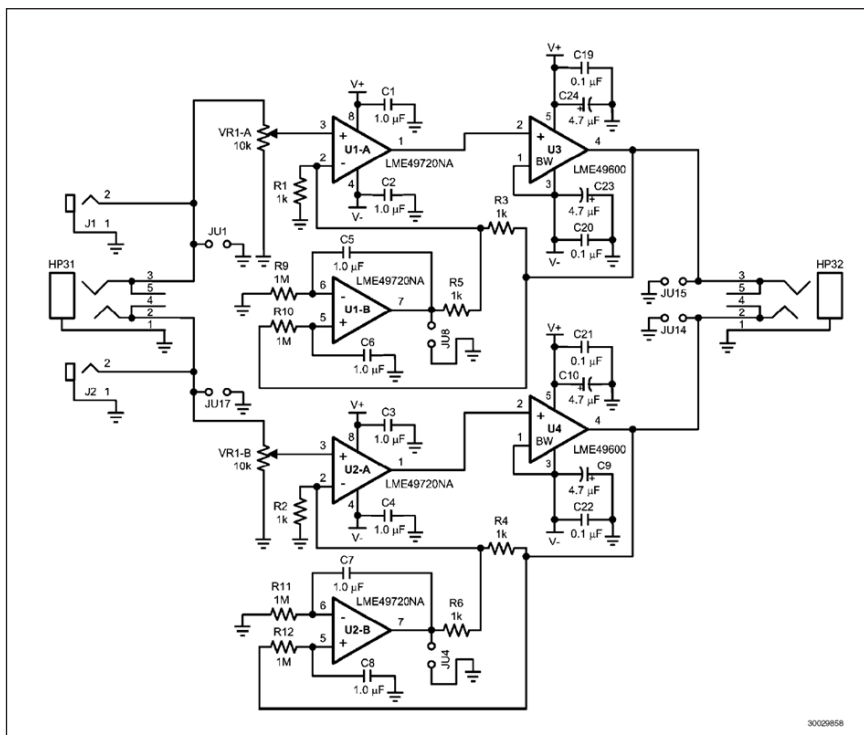 V+
C19
0.1 µF
C24
4.7 µF
V+
C1
1.0 µF
8
5
VR1-A
10k
3
+
U1-A
-
2
1
LME49720NA
4
2
+
U3
1
BW
4
LME49600
3
R1
1k
C2
1.0 µF
V-
R3
1k
C23
4.7 µF
+
C20
0.1 µF
V-
2
J1 1
JU1
HP31
3
5
4
2
1
C5
1.0 µF
LME49720NA
R9
1M
6
-
U1-B
5
+
7
R5
1k
R10
1M
C6
1.0 µF
JU8
JU15
JU14
3
5
4
2
1
HP32
V+
C21
0.1 µF
C10
4.7 µF
2
J2 1
JU17
V+
C3
1.0 µF
8
5
VR1-B
10k
3
+
U2-A
-
2
1
LME49720NA
4
2
+
U4
1
BW
4
LME49600
3
R2
1k
C4
1.0 µF
V-
R4
1k
C9
4.7 µF
+
C22
0.1 µF
V-
C7
1.0 µF
LME49720NA
R11
1M
6
-
U2-B
5
+
7
R6
1k
R12
1M
C8
1.0 µF
JU4
30029858